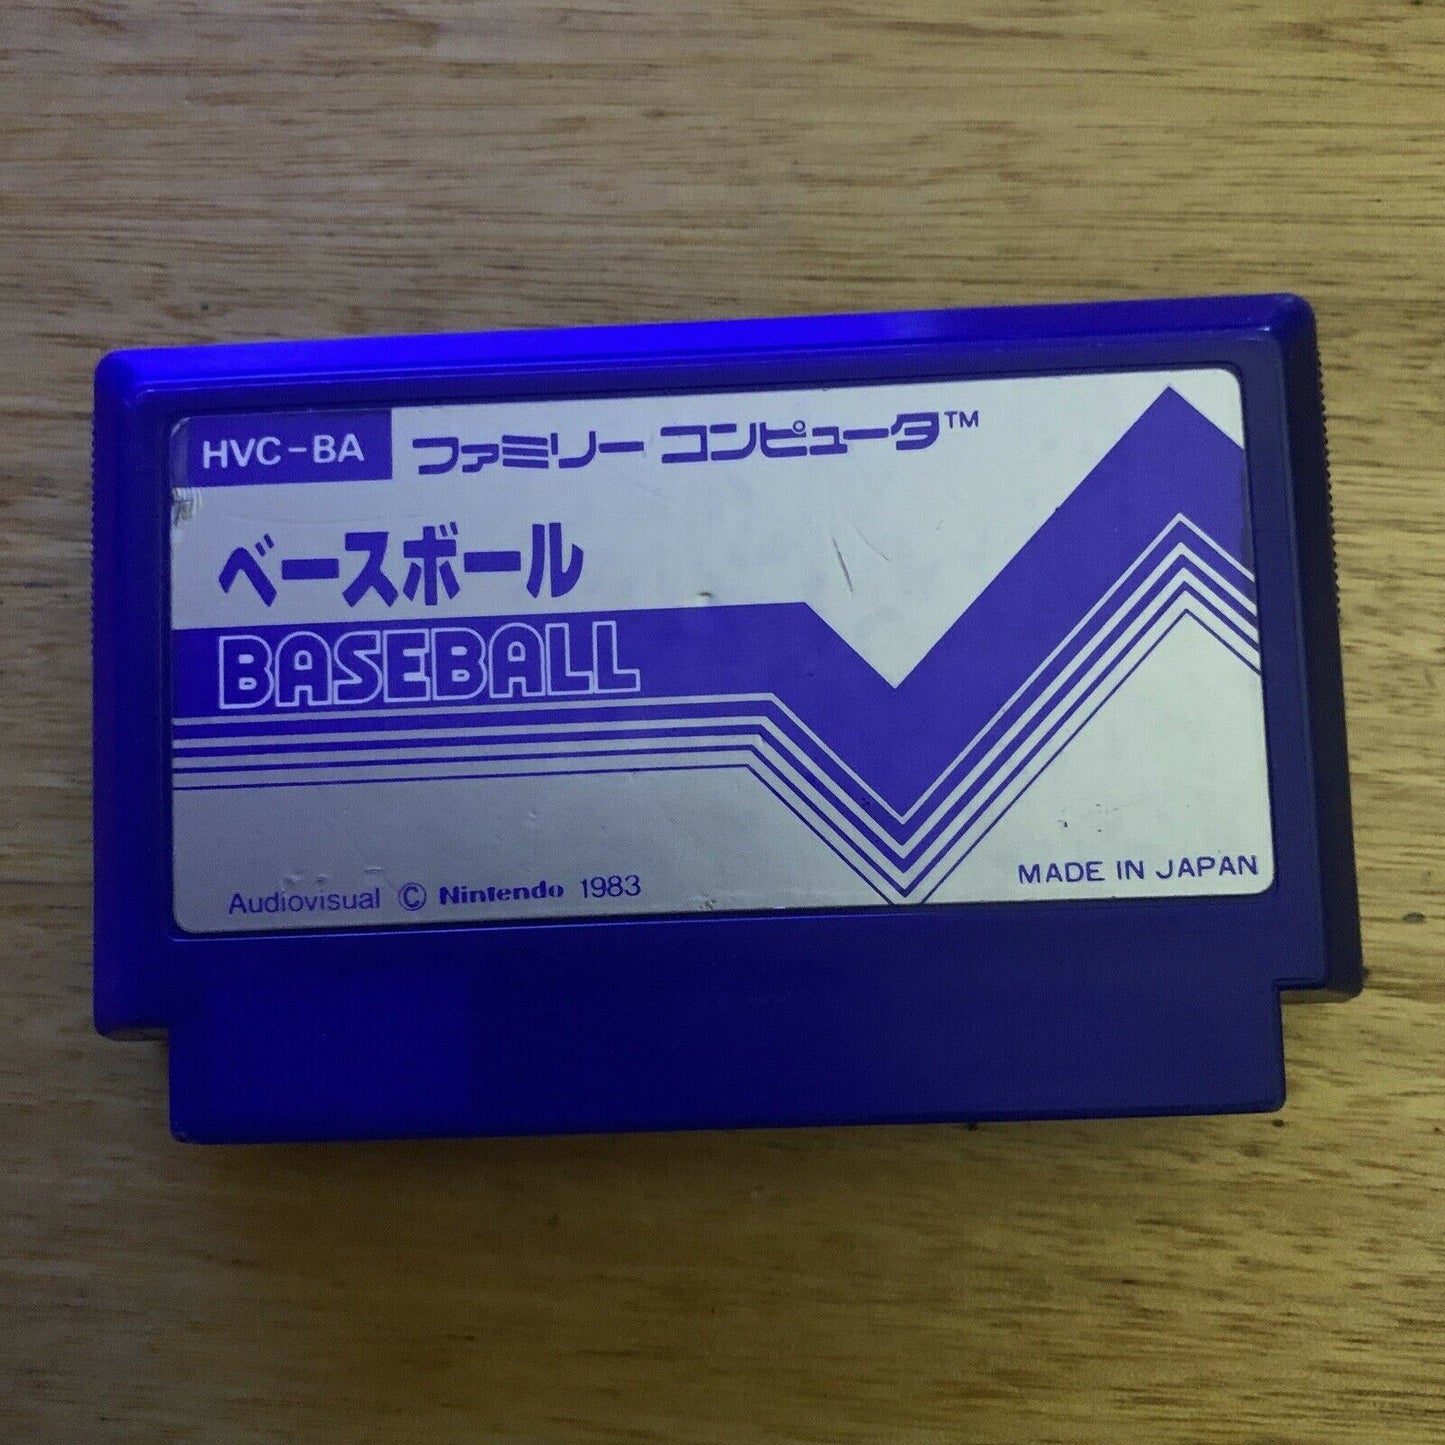 HVC-BA ファミリー コンピュータ™
ベースボール
BASEBALL
MADE IN JAPAN
Audiovisual © Nintendo 1983